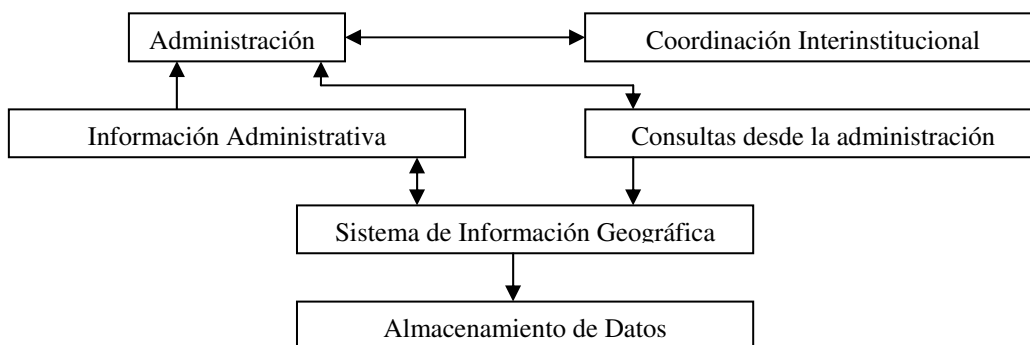 Administración
Coordinación Interinstitucional
Información Administrativa
Consultas desde la administración
Sistema de Información Geográfica
Almacenamiento de Datos